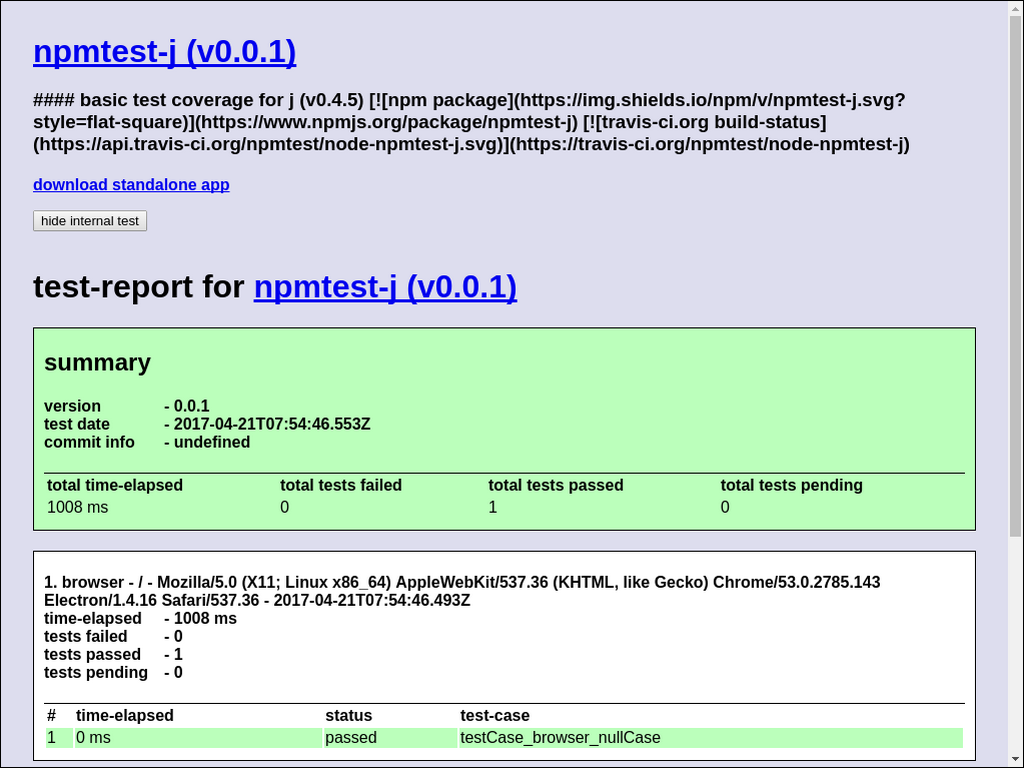 npmtest-j (v0.0.1)
#### basic test coverage for j (v0.4.5) [![npm package](https://img.shields.io/npm/v/npmtest-j.svg?
style=flat-square)](https://www.npmjs.org/package/npmtest-j) [![travis-ci.org build-status]
(https://api.travis-ci.org/npmtest/node-npmtest-j.svg)](https://travis-ci.org/npmtest/node-npmtest-j)
download standalone app
hide internal test
test-report for npmtest-j (v0.0.1)
summary
version - 0.0.1
test date - 2017-04-21T07:54:46.553Z
commit info - undefined
total time-elapsed total tests failed total tests passed total tests pending
1008 ms 0 1 0
1. browser - / - Mozilla/5.0 (X11; Linux x86_64) AppleWebKit/537.36 (KHTML, like Gecko) Chrome/53.0.2785.143
Electron/1.4.16 Safari/537.36 - 2017-04-21T07:54:46.493Z
time-elapsed - 1008 ms
tests failed - 0
tests passed - 1
tests pending - 0
# time-elapsed status test-case
1 0 ms passed testCase_browser_nullCase